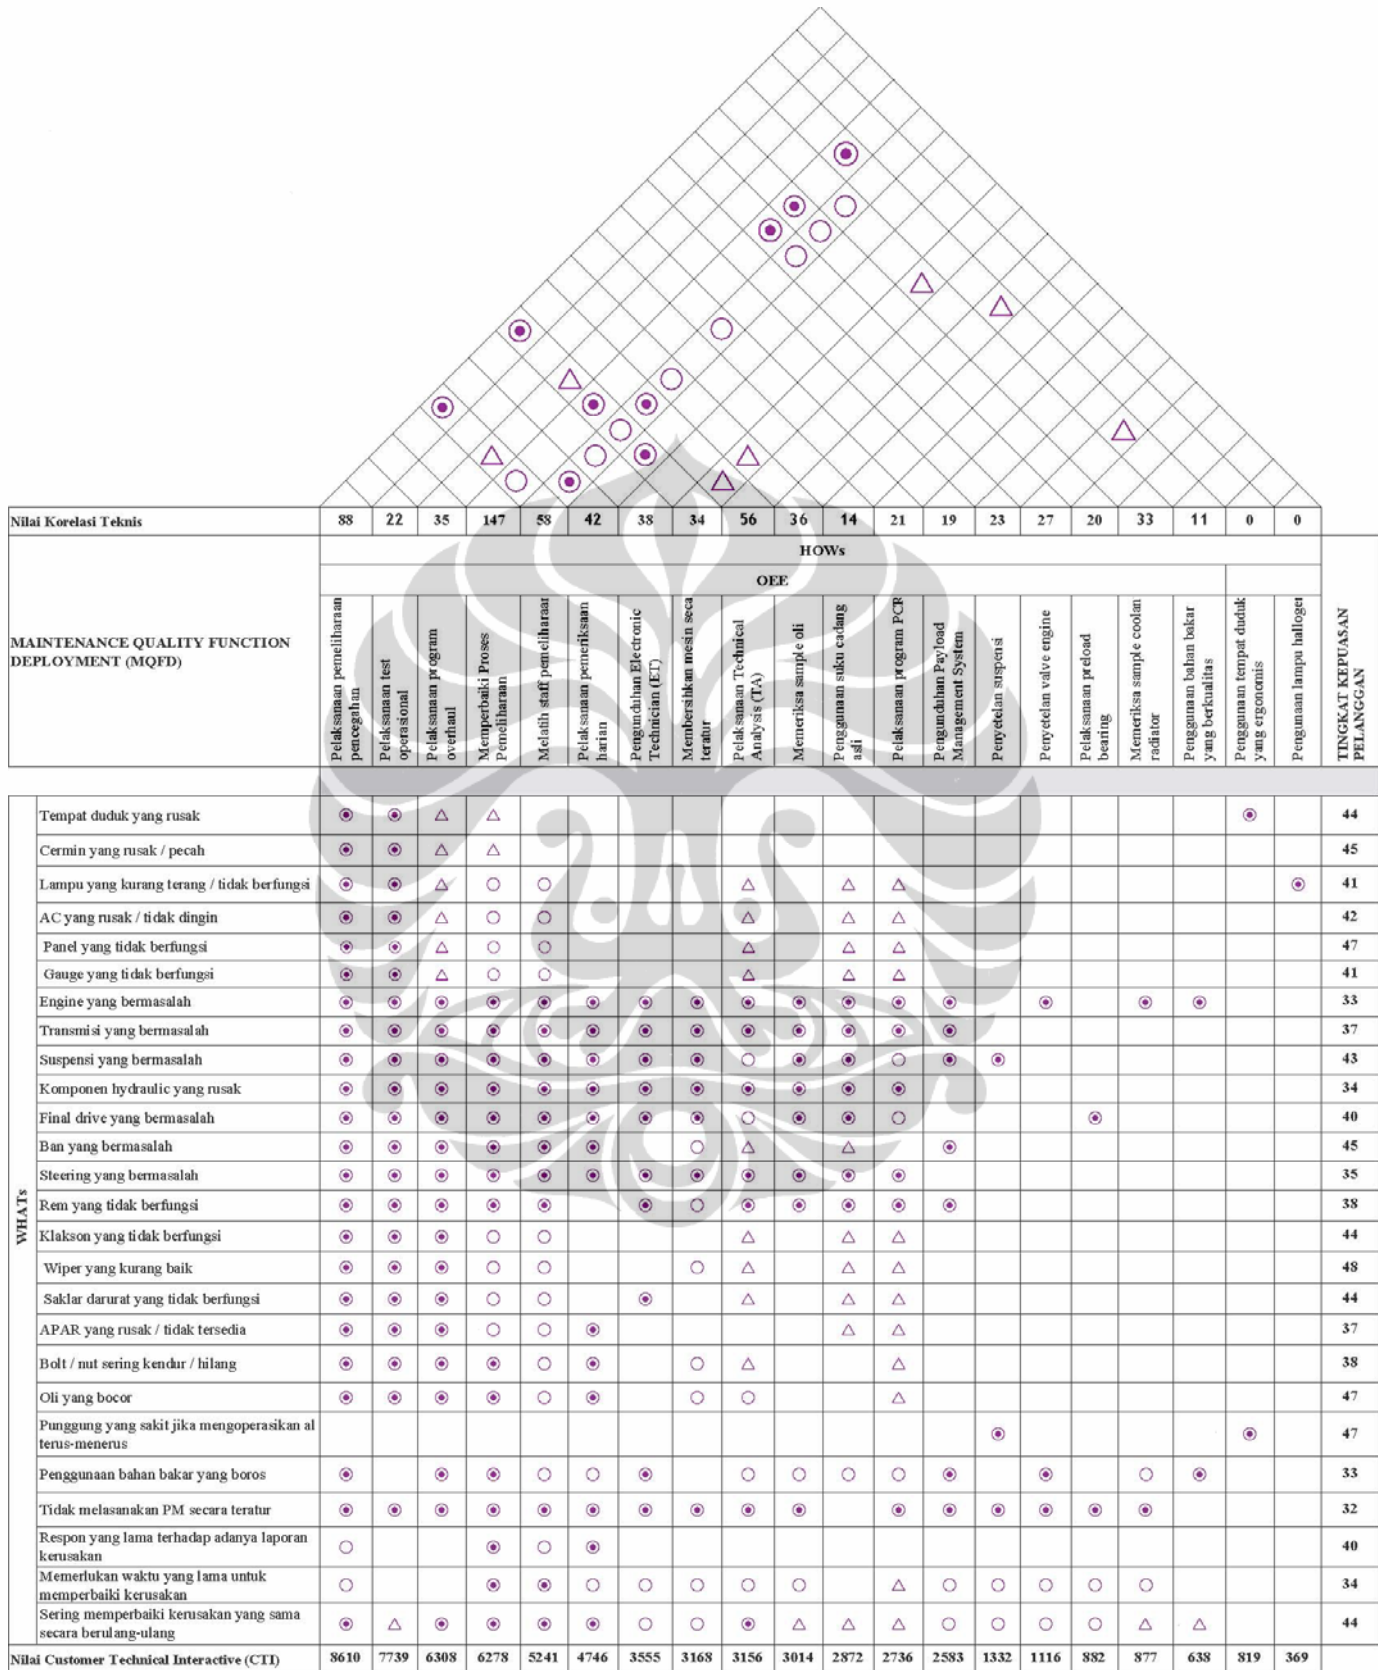 Nilai Korelasi Teknis 88 22 35 147 58 42 38 34 56 36 14 21 19 23 27 20 33 11 0 0
HOWs
OEE
MAINTENANCE QUALITY FUNCTION
DEPLOYMENT (MQFD)
Pelaksanaan pemeliharaan
pencegahan
Pelaksanaan test
operasional
Pelaksanaan program
overhaul
Memperbaiki Proses
Pemeliharaan
Melatih staff pemeliharaan
Pelaksanaan pemeriksaan
harian
Pengunduhan Electronic
Technician (ET)
Membersihkan mesin seca
teratur
Pelaksanaan Technical
Analysis (TA)
Memeriksa sample oli
Penggunaan suku cadang
asli
Pelaksanaan program PCR
Pengunduhan Payload
Management System
Penyetelan suspensi
Penyetelan valve engine
Pelaksanaan preload
bearing
Memeriksa sample coolan
radiator
Penggunaan bahan bakar
yang berkualitas
Penggunaan tempat duduk
yang ergonomis
Pengunaan lampu hallogen
TINGKAT KEPUASAN
PELANGGAN
WHATs
Tempat duduk yang rusak 44
Cermin yang rusak / pecah 45
Lampu yang kurang terang / tidak berfungsi 41
AC yang rusak / tidak dingin 42
Panel yang tidak berfungsi 47
Gauge yang tidak berfungsi 41
Engine yang bermasalah 33
Transmisi yang bermasalah 37
Suspensi yang bermasalah 43
Komponen hydraulic yang rusak 34
Final drive yang bermasalah 40
Ban yang bermasalah 45
Steering yang bermasalah 35
Rem yang tidak berfungsi 38
Klakson yang tidak berfungsi 44
Wiper yang kurang baik 48
Saklar darurat yang tidak berfungsi 44
APAR yang rusak / tidak tersedia 37
Bolt / nut sering kendur / hilang 38
Oli yang bocor 47
Punggung yang sakit jika mengoperasikan al
terus-menerus 47
Penggunaan bahan bakar yang boros 33
Tidak melasanakan PM secara teratur 32
Respon yang lama terhadap adanya laporan
kerusakan 40
Memerlukan waktu yang lama untuk
memperbaiki kerusakan 34
Sering memperbaiki kerusakan yang sama
secara berulang-ulang 44
Nilai Customer Technical Interactive (CTI) 8610 7739 6308 6278 5241 4746 3555 3168 3156 3014 2872 2736 2583 1332 1116 882 877 638 819 369